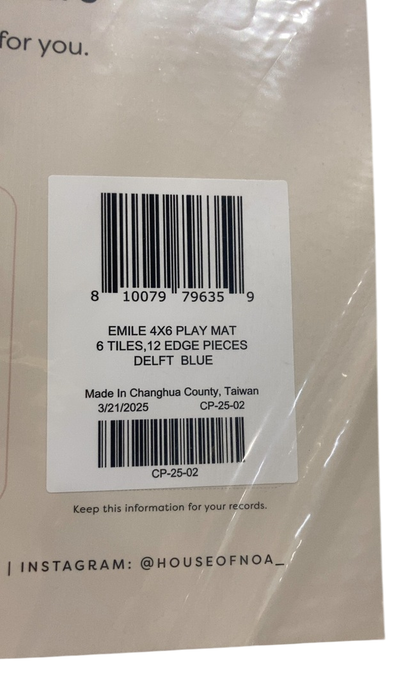 for you.
8 10079 79635 9
EMILE 4X6 PLAY MAT
6 TILES,12 EDGE PIECES
DELFT BLUE
Made In Changhua County, Taiwan
3/21/2025 CP-25-02
CP-25-02
Keep this information for your records.
| INSTAGRAM: @HOUSEOFNOA_